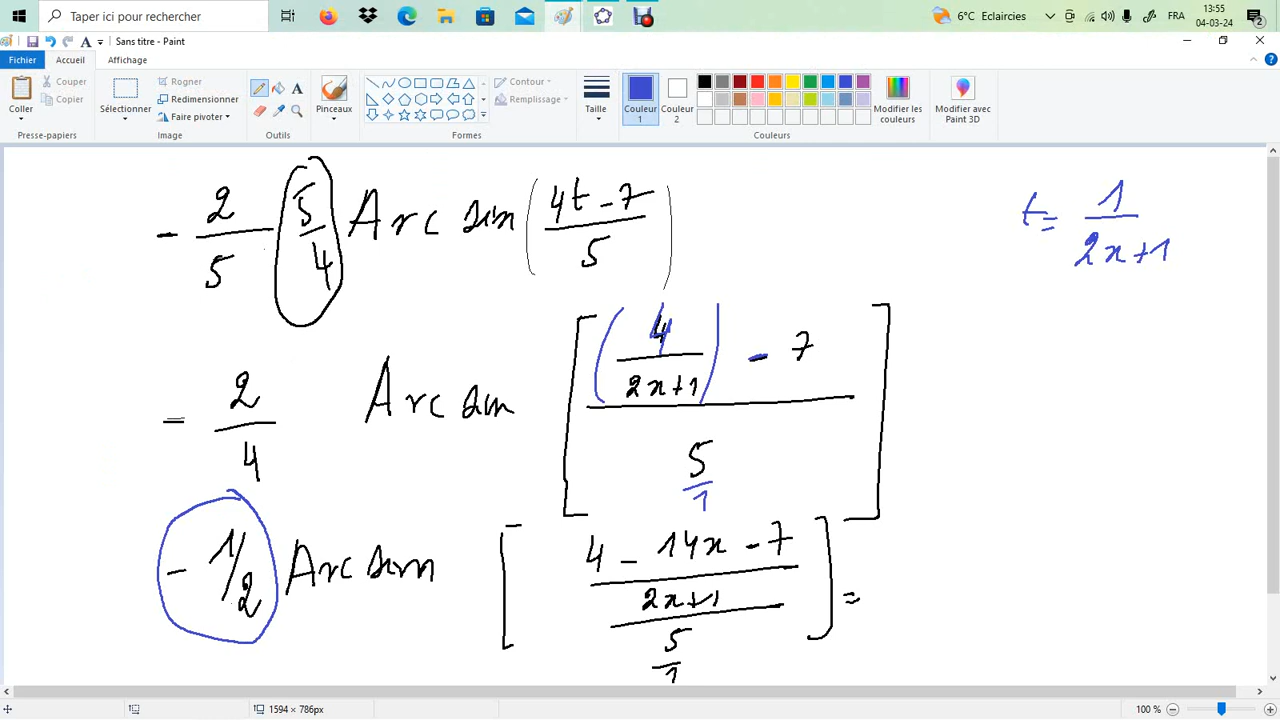 Taper ici pour rechercher
6°C Eclaircies
FRA
13:55
04-03-24
2
Sans titre - Paint
Fichier
Accueil
Affichage
Coller
Couper
Copier
Presse-papiers
Sélectionner
Rogner
Redimensionner
Faire pivoter
Image
A
Outils
Pinceaux
Contour
Remplissage
Formes
Taille
Couleur 1
Couleur 2
Modifier les couleurs
Couleurs
Modifier avec Paint 3D
- 2/5 5/4 Arc sin (4t - 7 / 5)
t = 1/(2x+1)
= 2/4 Arc sin [((4/(2x+1)) - 7) / (5/1)]
- 1/2 Arc sin [((4 - 14x - 7)/(2x+1)) / (5/1)] =
1594 × 786px
100 %